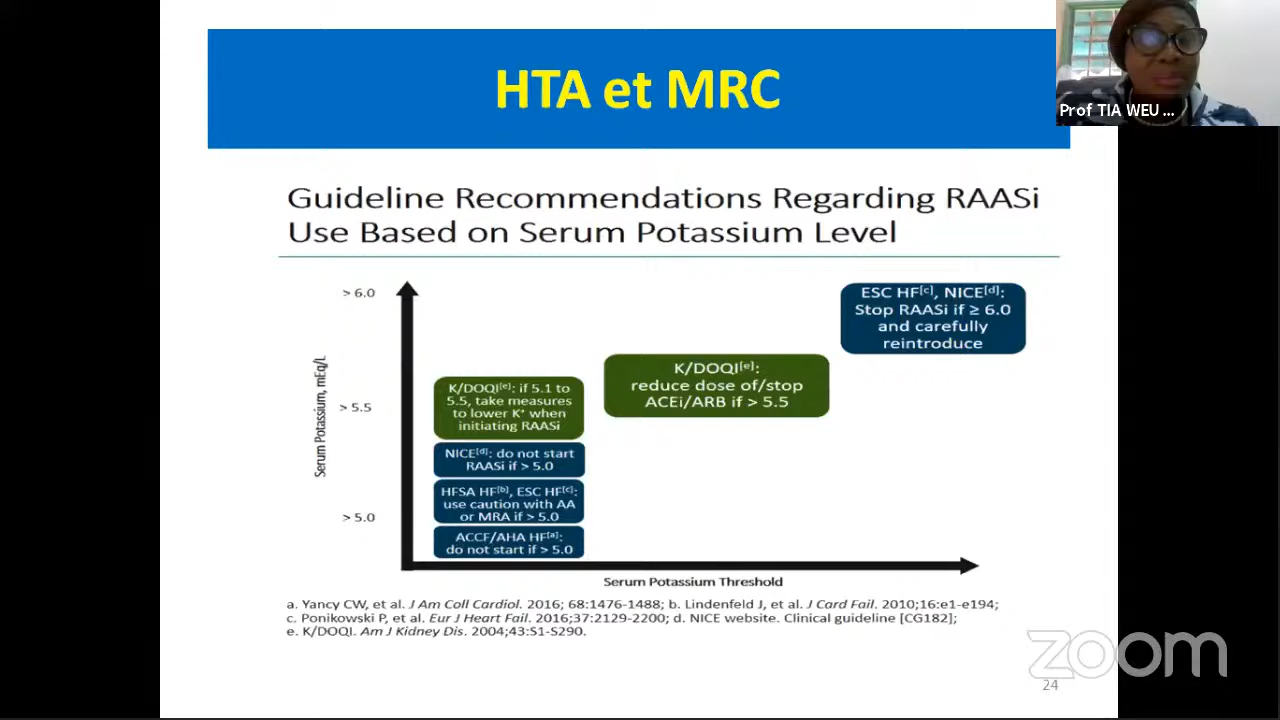 HTA et MRC
Prof TIA WEU ...
Guideline Recommendations Regarding RAASi
Use Based on Serum Potassium Level
> 6.0
> 5.5
> 5.0
Serum Potassium, mEq/L
ESC HF[c], NICE[d]:
Stop RAASi if ≥ 6.0
and carefully
reintroduce
K/DOQI[e]:
reduce dose of/stop
ACEi/ARB if > 5.5
K/DOQI[e]: if 5.1 to
5.5, take measures
to lower K⁺ when
initiating RAASi
NICE[d]: do not start
RAASi if > 5.0
HFSA HF[b], ESC HF[c]:
use caution with AA
or MRA if > 5.0
ACCF/AHA HF[a]:
do not start if > 5.0
Serum Potassium Threshold
a. Yancy CW, et al. J Am Coll Cardiol. 2016; 68:1476-1488; b. Lindenfeld J, et al. J Card Fail. 2010;16:e1-e194;
c. Ponikowski P, et al. Eur J Heart Fail. 2016;37:2129-2200; d. NICE website. Clinical guideline [CG182];
e. K/DOQI. Am J Kidney Dis. 2004;43:S1-S290.
zoom
24